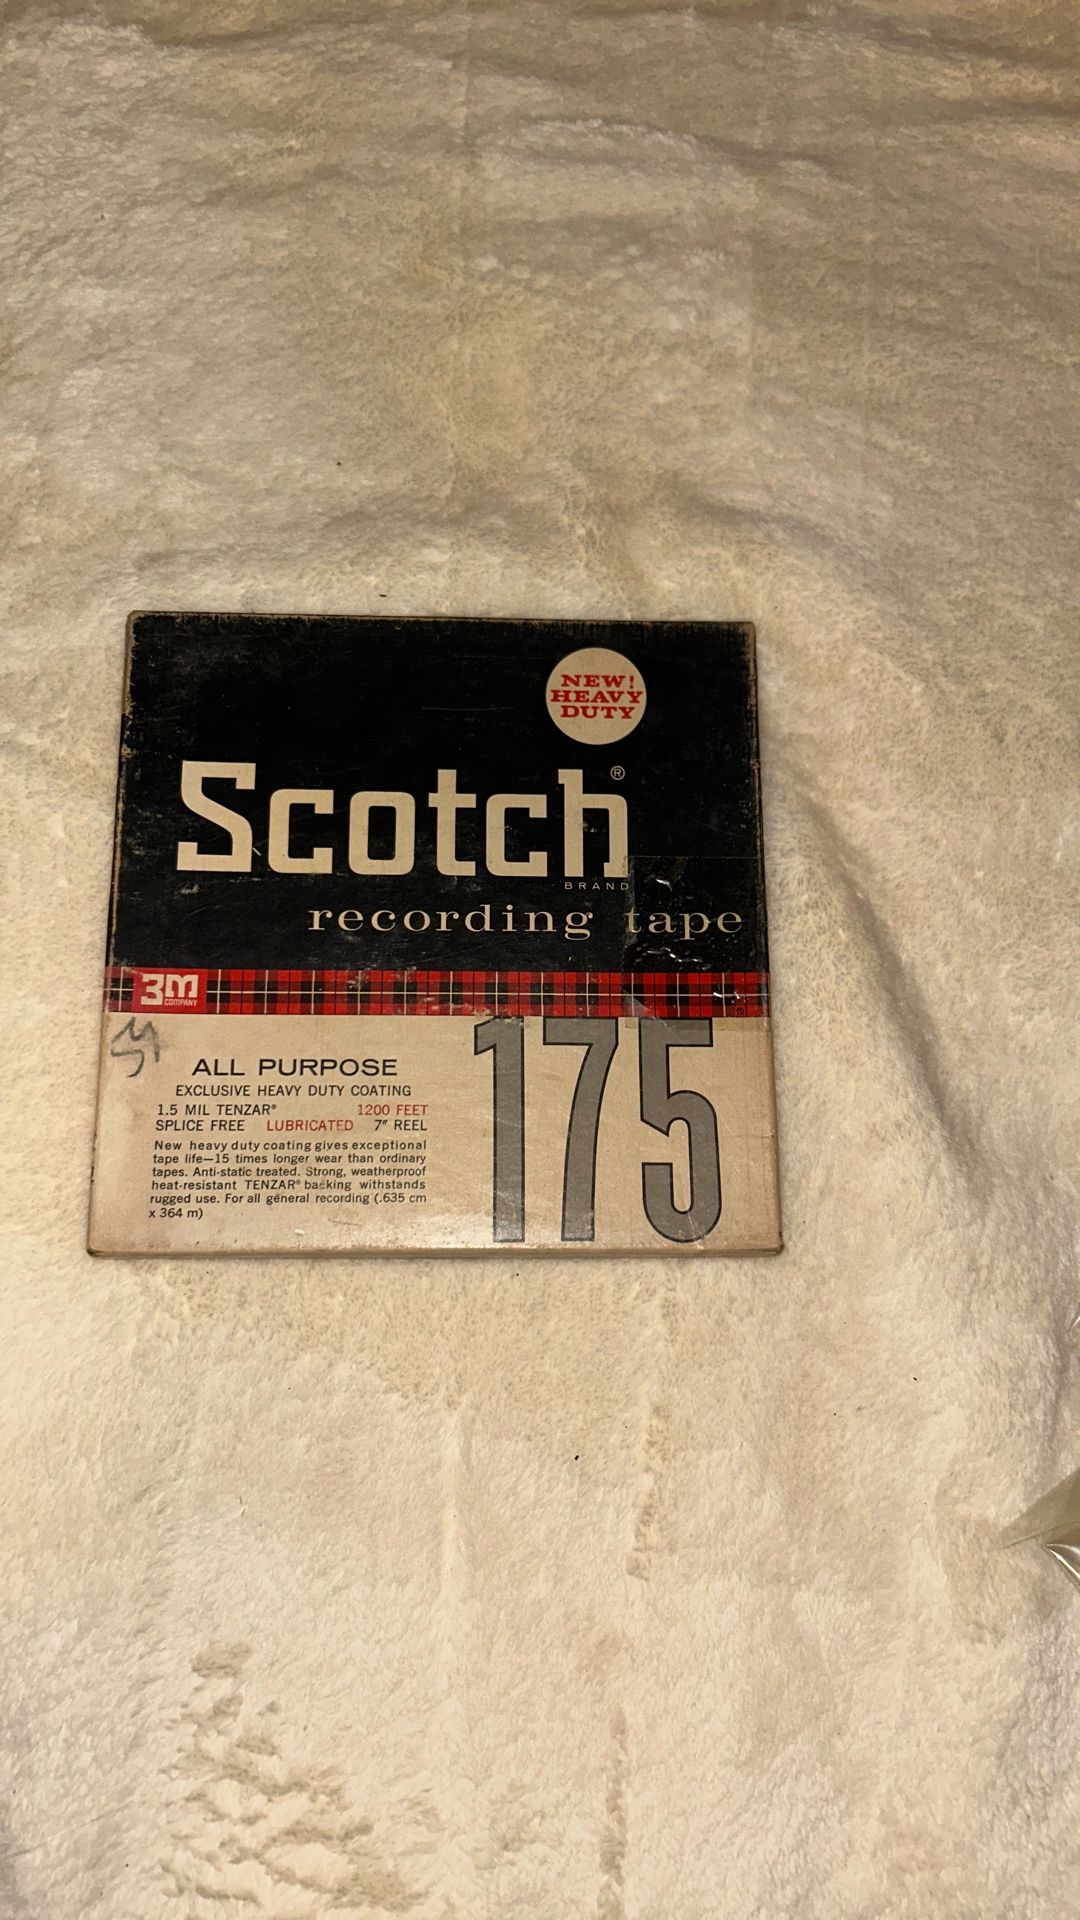 NEW!
HEAVY
DUTY
Scotch®
BRAND
recording tape
3M
COMPANY
®
175
ALL PURPOSE
EXCLUSIVE HEAVY DUTY COATING
1.5 MIL TENZAR® 1200 FEET
SPLICE FREE LUBRICATED 7″ REEL
New heavy duty coating gives exceptional
tape life—15 times longer wear than ordinary
tapes. Anti-static treated. Strong, weatherproof
heat-resistant TENZAR® backing withstands
rugged use. For all general recording (.635 cm
x 364 m)